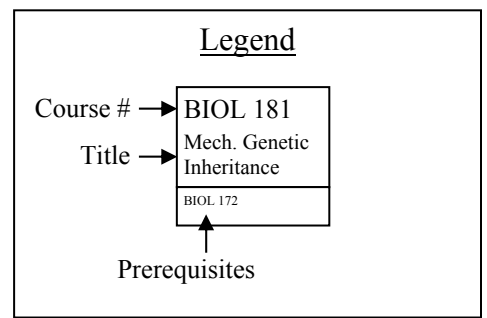 Legend
Course #
BIOL 181
Title
Mech. Genetic
Inheritance
BIOL 172
Prerequisites